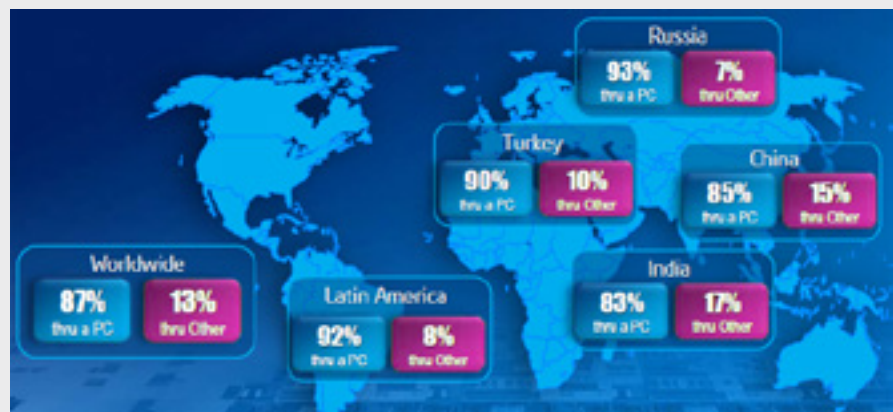 Russia
93% 7%
thru a PC thru Other
Turkey
90% 10%
thru a PC thru Other
China
85% 15%
thru a PC thru Other
Worldwide
87% 13%
thru a PC thru Other
Latin America
92% 8%
thru a PC thru Other
India
83% 17%
thru a PC thru Other